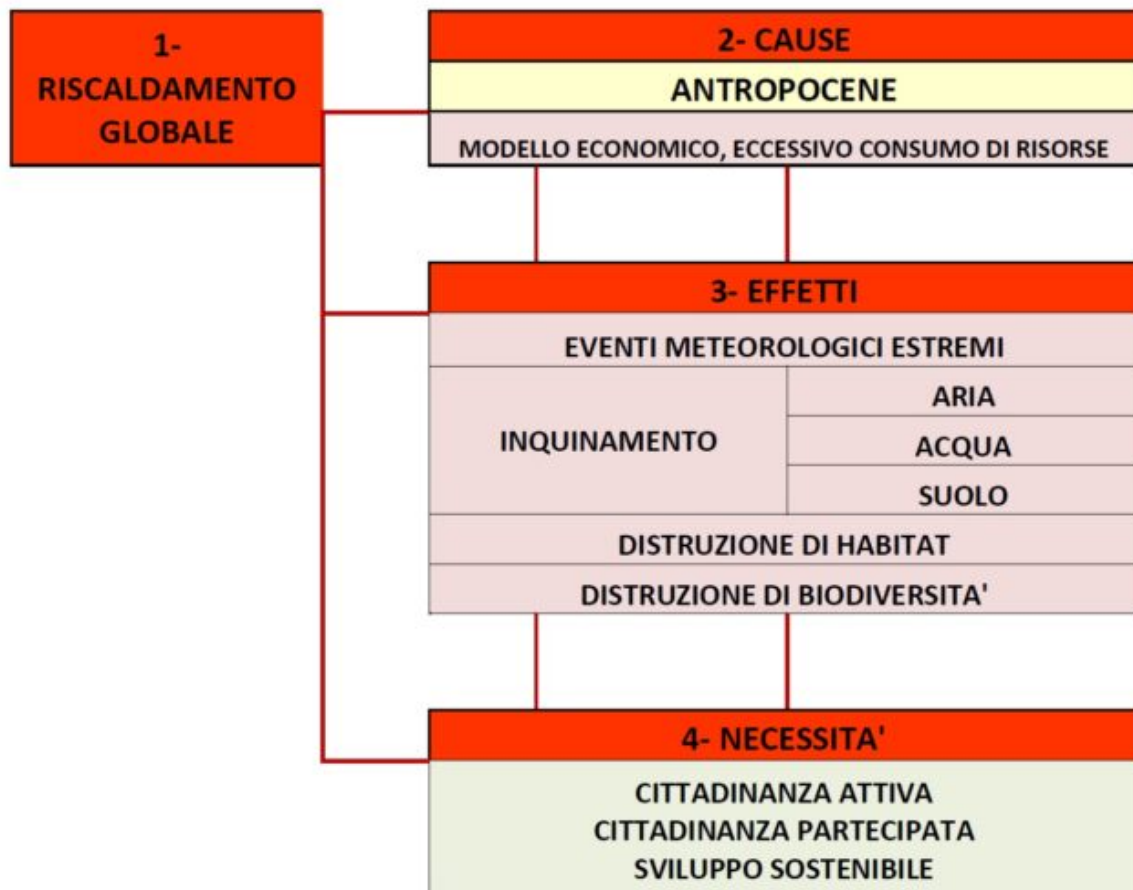 1-
RISCALDAMENTO
GLOBALE
2- CAUSE
ANTROPOCENE
MODELLO ECONOMICO, ECCESSIVO CONSUMO DI RISORSE
3- EFFETTI
EVENTI METEOROLOGICI ESTREMI
INQUINAMENTO
ARIA
ACQUA
SUOLO
DISTRUZIONE DI HABITAT
DISTRUZIONE DI BIODIVERSITA'
4- NECESSITA'
CITTADINANZA ATTIVA
CITTADINANZA PARTECIPATA
SVILUPPO SOSTENIBILE